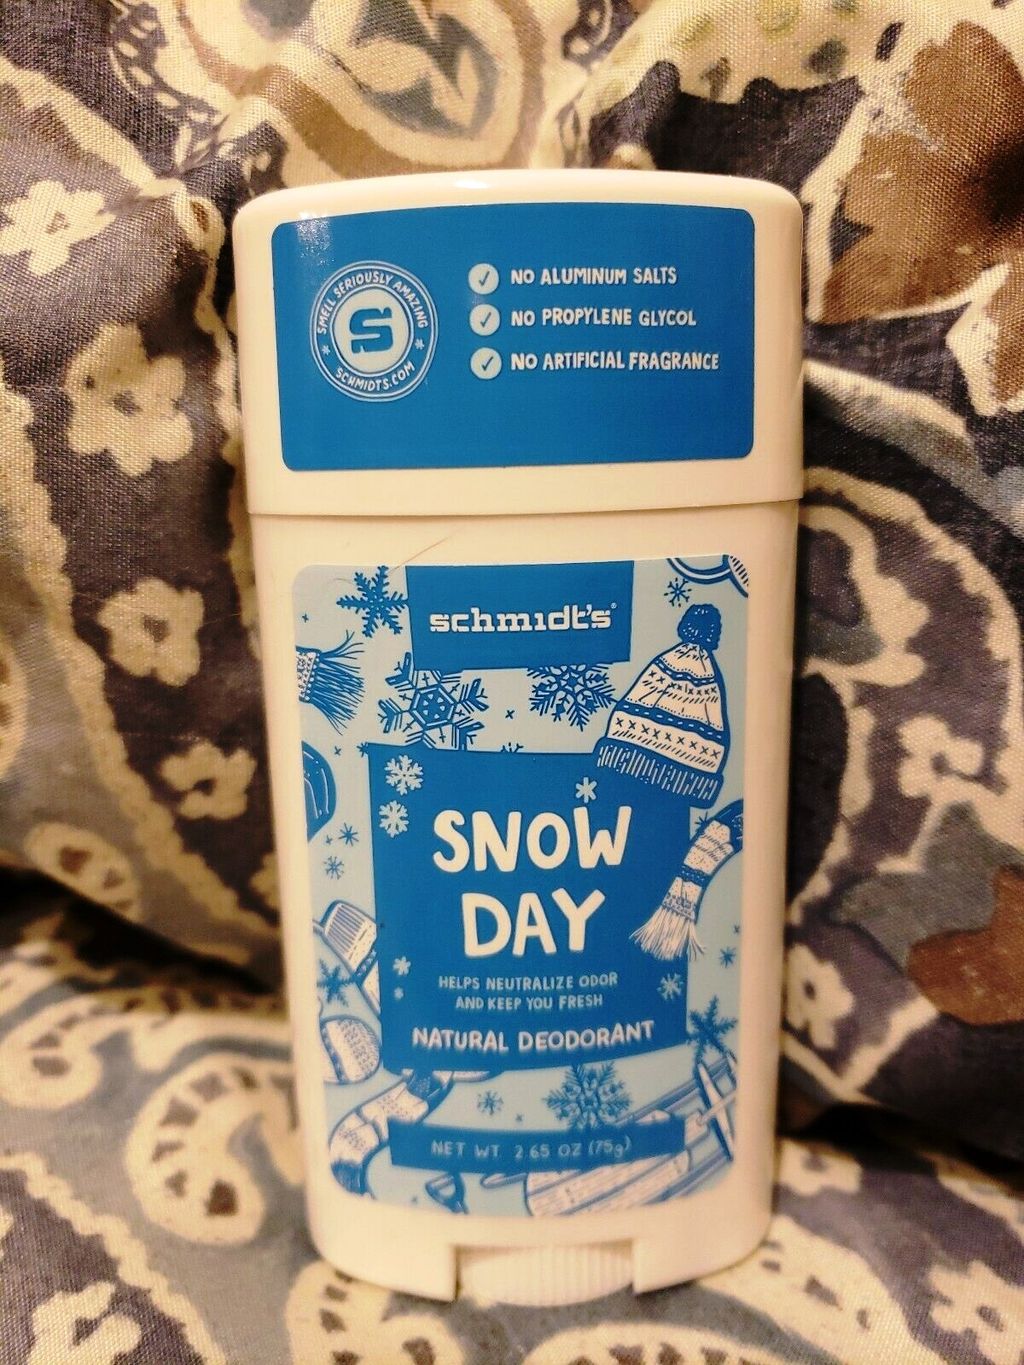 SMELL SERIOUSLY AMAZING
S
SCHMIDTS.COM
NO ALUMINUM SALTS
NO PROPYLENE GLYCOL
NO ARTIFICIAL FRAGRANCE
schmidt's®
SNOW
DAY
HELPS NEUTRALIZE ODOR
AND KEEP YOU FRESH
NATURAL DEODORANT
NET WT 2.65 OZ (75g)